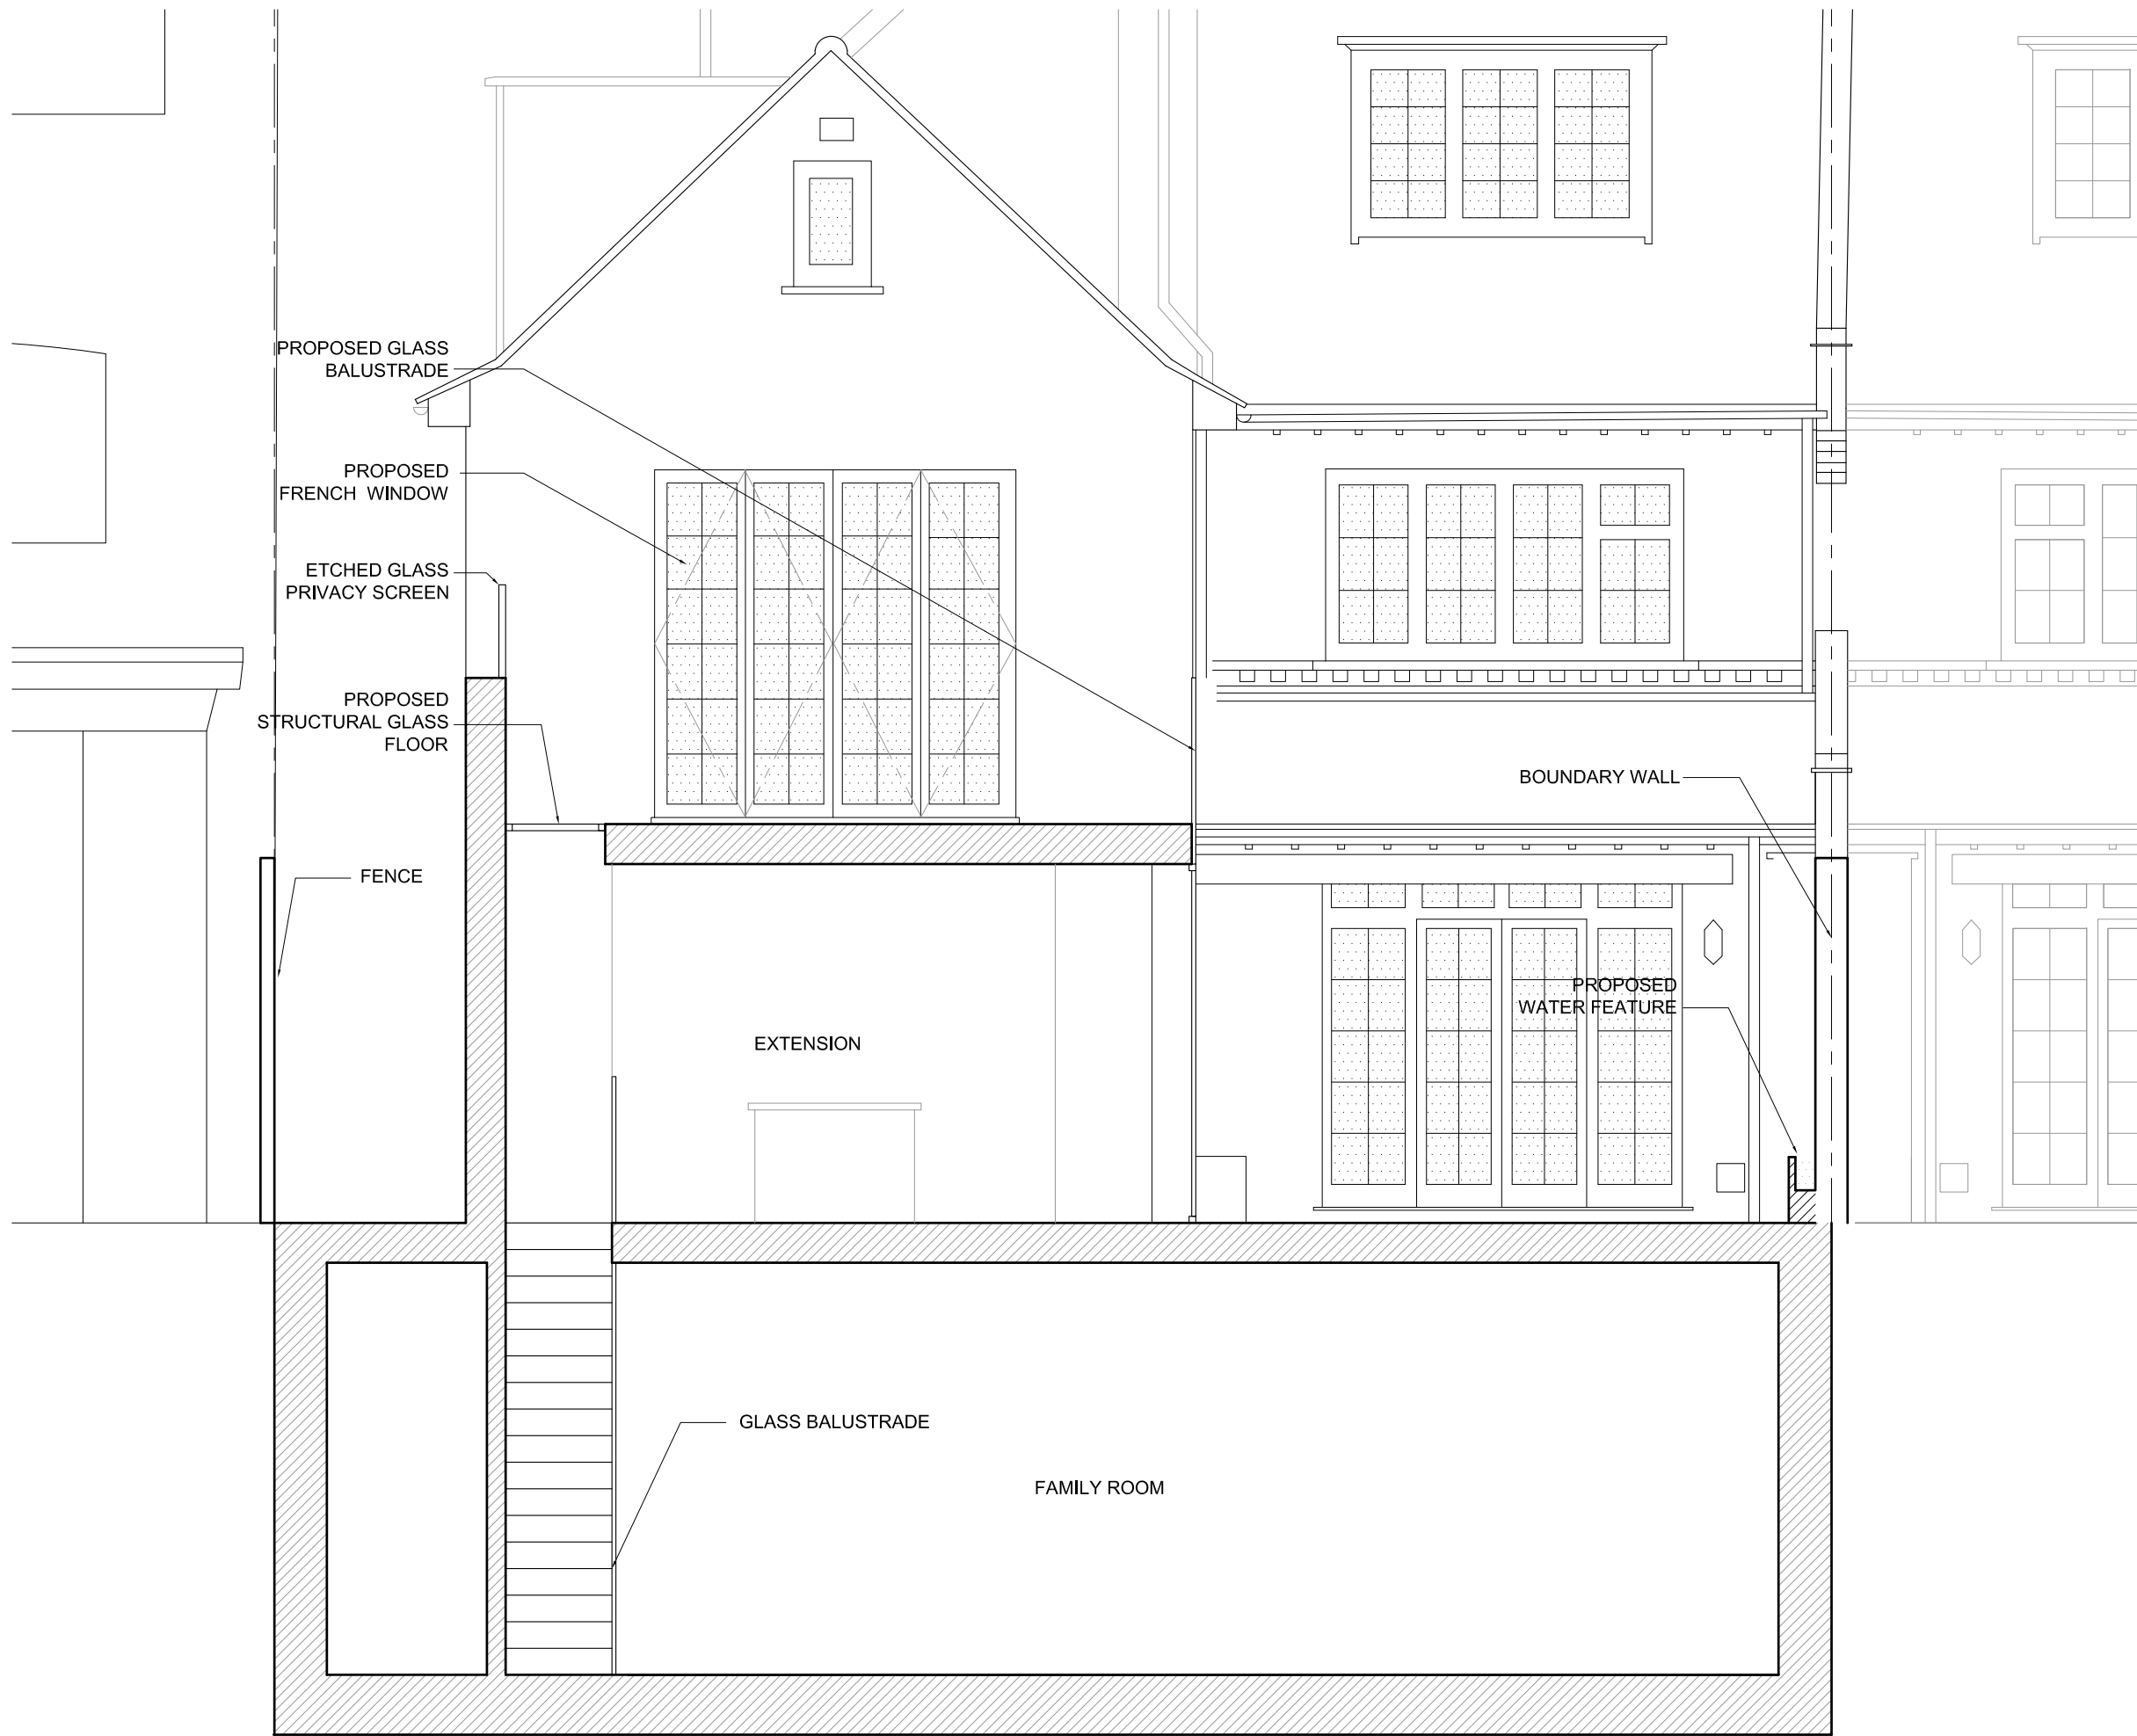 PROPOSED GLASS
BALUSTRADE
PROPOSED
FRENCH WINDOW
ETCHED GLASS
PRIVACY SCREEN
PROPOSED
STRUCTURAL GLASS
FLOOR
BOUNDARY WALL
FENCE
PROPOSED
WATER FEATURE
EXTENSION
GLASS BALUSTRADE
FAMILY ROOM